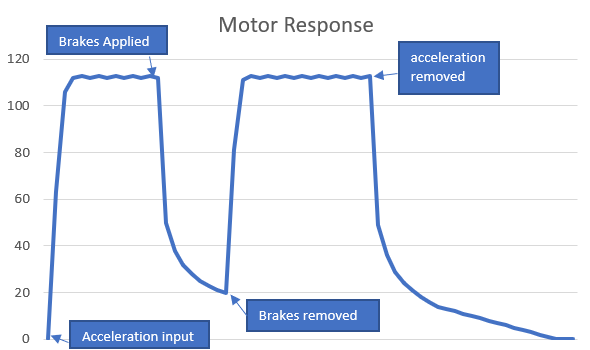 Motor Response
Brakes Applied
acceleration
removed
120
100
80
60
40
20
0
Brakes removed
Acceleration input